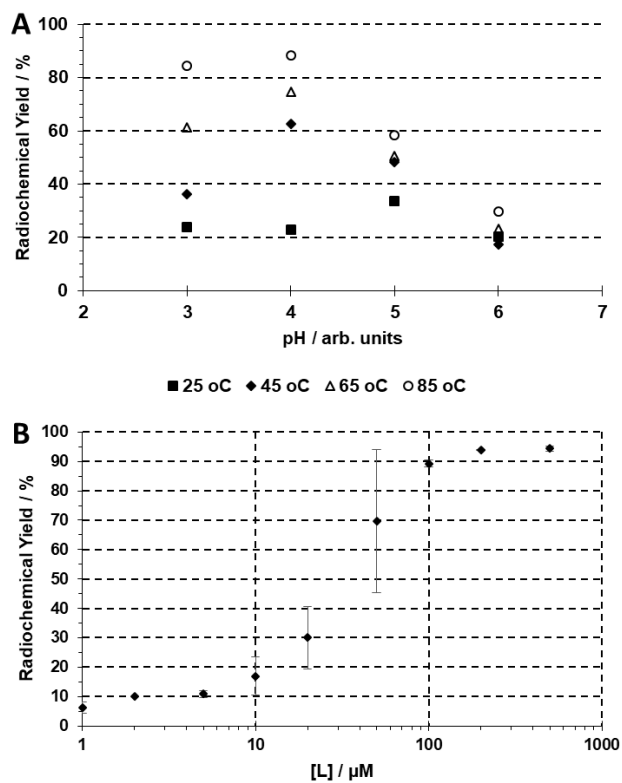 A
100
80
60
40
20
0
Radiochemical Yield / %
2 3 4 5 6 7
pH / arb. units
25 oC 45 oC 65 oC 85 oC
B
100
90
80
70
60
50
40
30
20
10
0
Radiochemical Yield / %
1 10 100 1000
[L] / µM